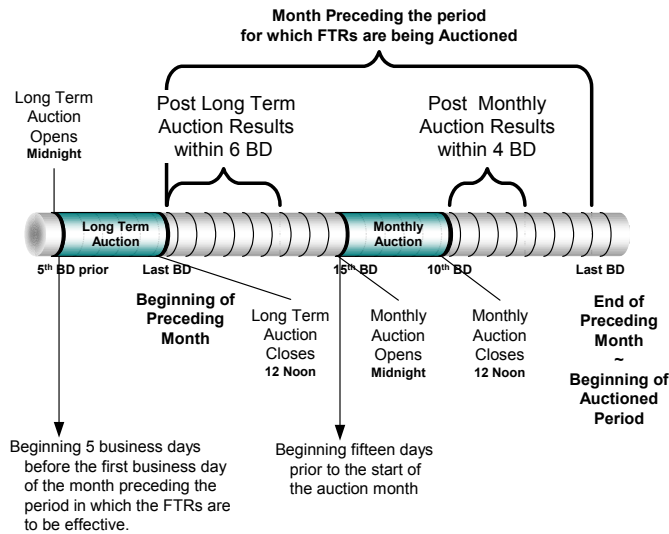 Month Preceding the period
for which FTRs are being Auctioned
Long Term
Auction
Opens
Midnight
Post Long Term
Auction Results
within 6 BD
Post Monthly
Auction Results
within 4 BD
Long Term
Auction
Monthly
Auction
5th BD prior
Last BD
15th BD
10th BD
Last BD
Beginning of
Preceding
Month
Long Term
Auction
Closes
12 Noon
Monthly
Auction
Opens
Midnight
Monthly
Auction
Closes
12 Noon
End of
Preceding
Month
~
Beginning of
Auctioned
Period
Beginning 5 business days
before the first business day
of the month preceding the
period in which the FTRs are
to be effective.
Beginning fifteen days
prior to the start of
the auction month